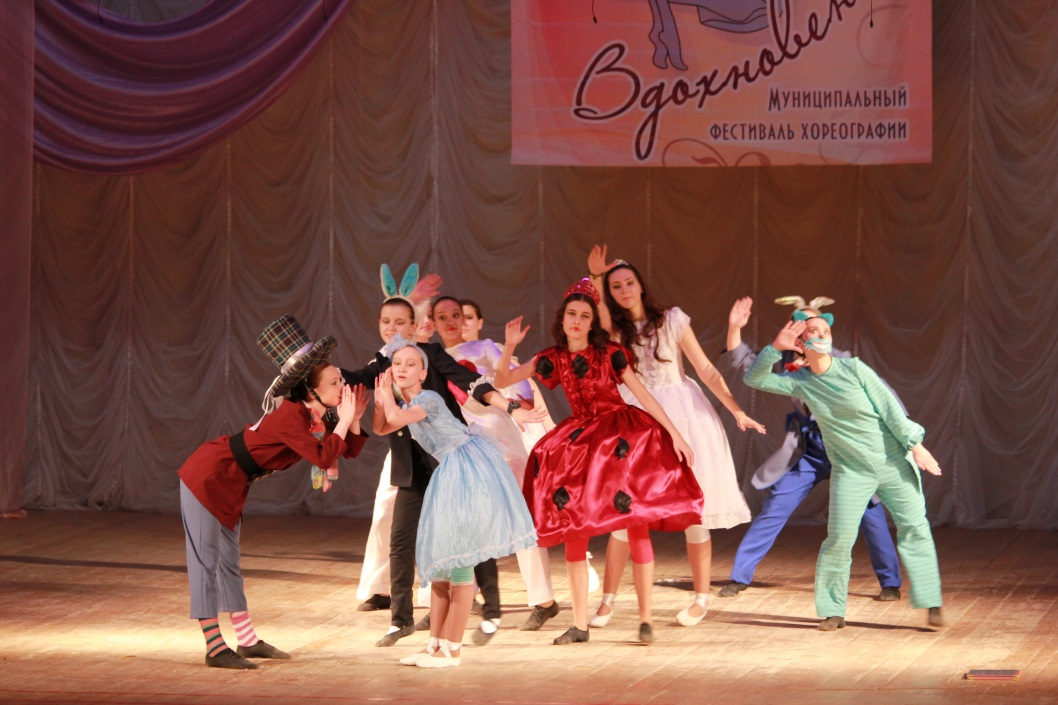 Вдохновен
Муниципальный
фестиваль хореографии